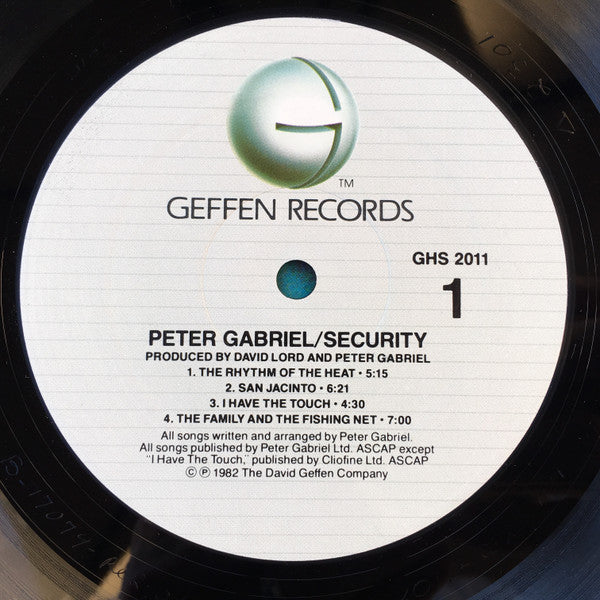 TM
GEFFEN RECORDS
GHS 2011
1
PETER GABRIEL/SECURITY
PRODUCED BY DAVID LORD AND PETER GABRIEL
1. THE RHYTHM OF THE HEAT • 5:15
2. SAN JACINTO • 6:21
3. I HAVE THE TOUCH • 4:30
4. THE FAMILY AND THE FISHING NET • 7:00
All songs written and arranged by Peter Gabriel.
All songs published by Peter Gabriel Ltd. ASCAP except
"I Have The Touch," published by Cliofine Ltd. ASCAP
© ℗ 1982 The David Geffen Company